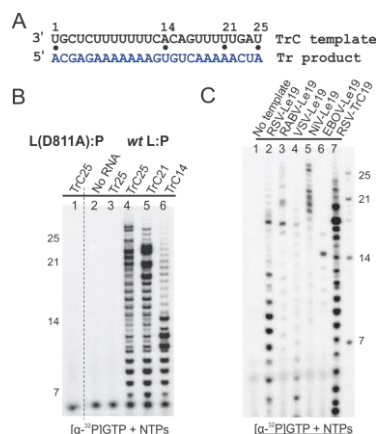 A
1 14 21 25
3' UGCUCUUUUUUUCACAGUUUUUGAU TrC template
5' ACGAGAAAAAAAGUGUCAAAAACUA Tr product
B
L(D811A):P wt L:P
TrC25 No RNA Tr25 TrC25 TrC21 TrC14
1 2 3 4 5 6
25
21
14
7
[α-³²P]GTP + NTPs
C
No template RSV-Le19 RABV-Le19 VSV-Le19 NiV-Le19 EBOV-Le19 RSV-TrC19
1 2 3 4 5 6 7
25
21
14
7
[α-³²P]GTP + NTPs